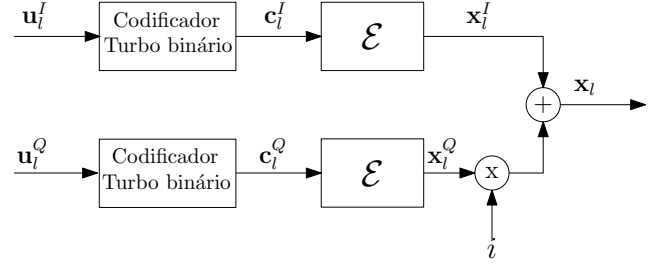 u_l^I Codificador Turbo binário c_l^I ℰ x_l^I
+ x_l
u_l^Q Codificador Turbo binário c_l^Q ℰ x_l^Q x
i